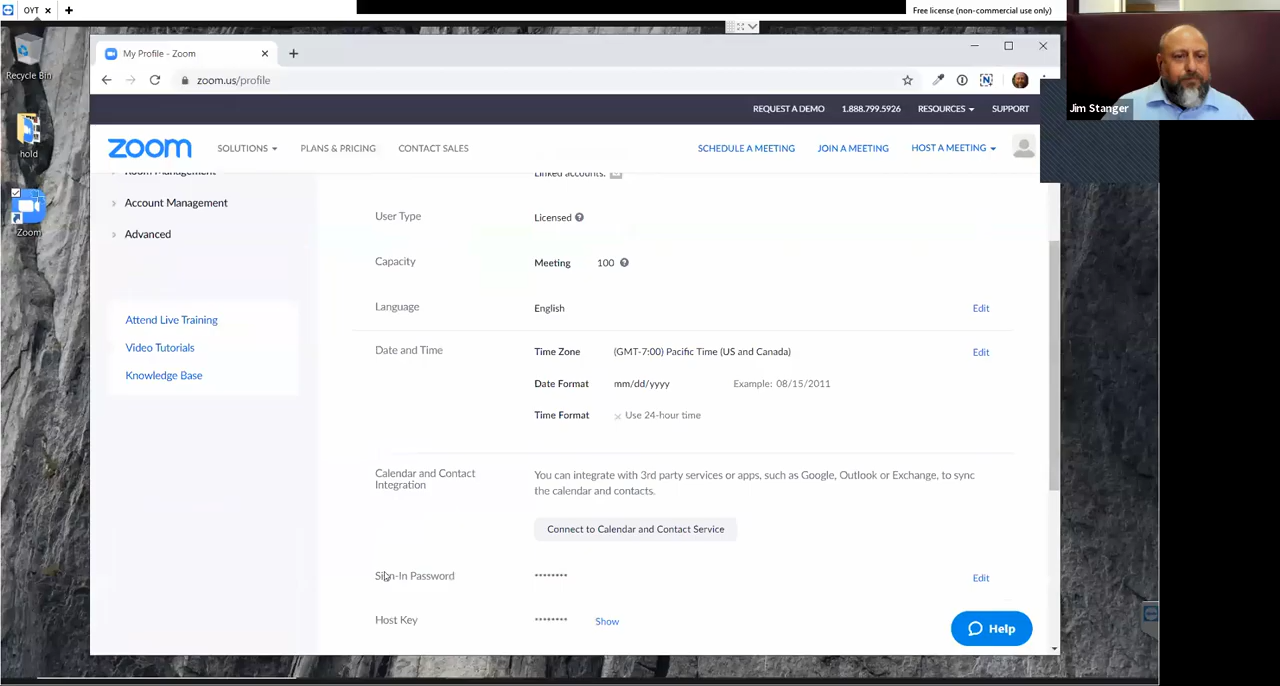 OYT
Free license (non-commercial use only)
My Profile - Zoom
zoom.us/profile
Recycle Bin
hold
Zoom
Jim Stanger
REQUEST A DEMO 1.888.799.5926 RESOURCES SUPPORT
zoom SOLUTIONS PLANS & PRICING CONTACT SALES SCHEDULE A MEETING JOIN A MEETING HOST A MEETING
Room Management
Account Management
Advanced
Attend Live Training
Video Tutorials
Knowledge Base
Linked accounts:
User Type Licensed
Capacity Meeting 100
Language English Edit
Date and Time Time Zone (GMT-7:00) Pacific Time (US and Canada) Edit
Date Format mm/dd/yyyy Example: 08/15/2011
Time Format Use 24-hour time
Calendar and Contact
Integration
You can integrate with 3rd party services or apps, such as Google, Outlook or Exchange, to sync
the calendar and contacts.
Connect to Calendar and Contact Service
Sign-In Password ******** Edit
Host Key ******** Show
Help